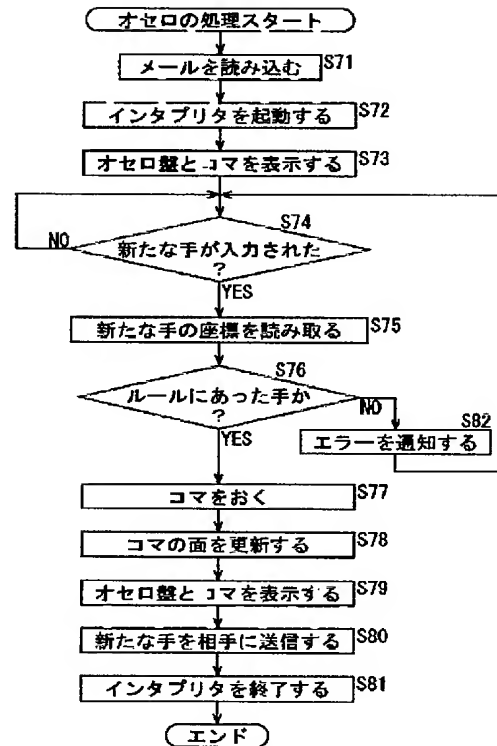 オセロの処理スタート
メールを読み込む S71
インタプリタを起動する S72
オセロ盤とコマを表示する S73
S74
NO 新たな手が入力された
?
YES
新たな手の座標を読み取る S75
S76
ルールにあった手か
?
NO
YES
S82
エラーを通知する
コマをおく S77
コマの面を更新する S78
オセロ盤とコマを表示する S79
新たな手を相手に送信する S80
インタプリタを終了する S81
エンド